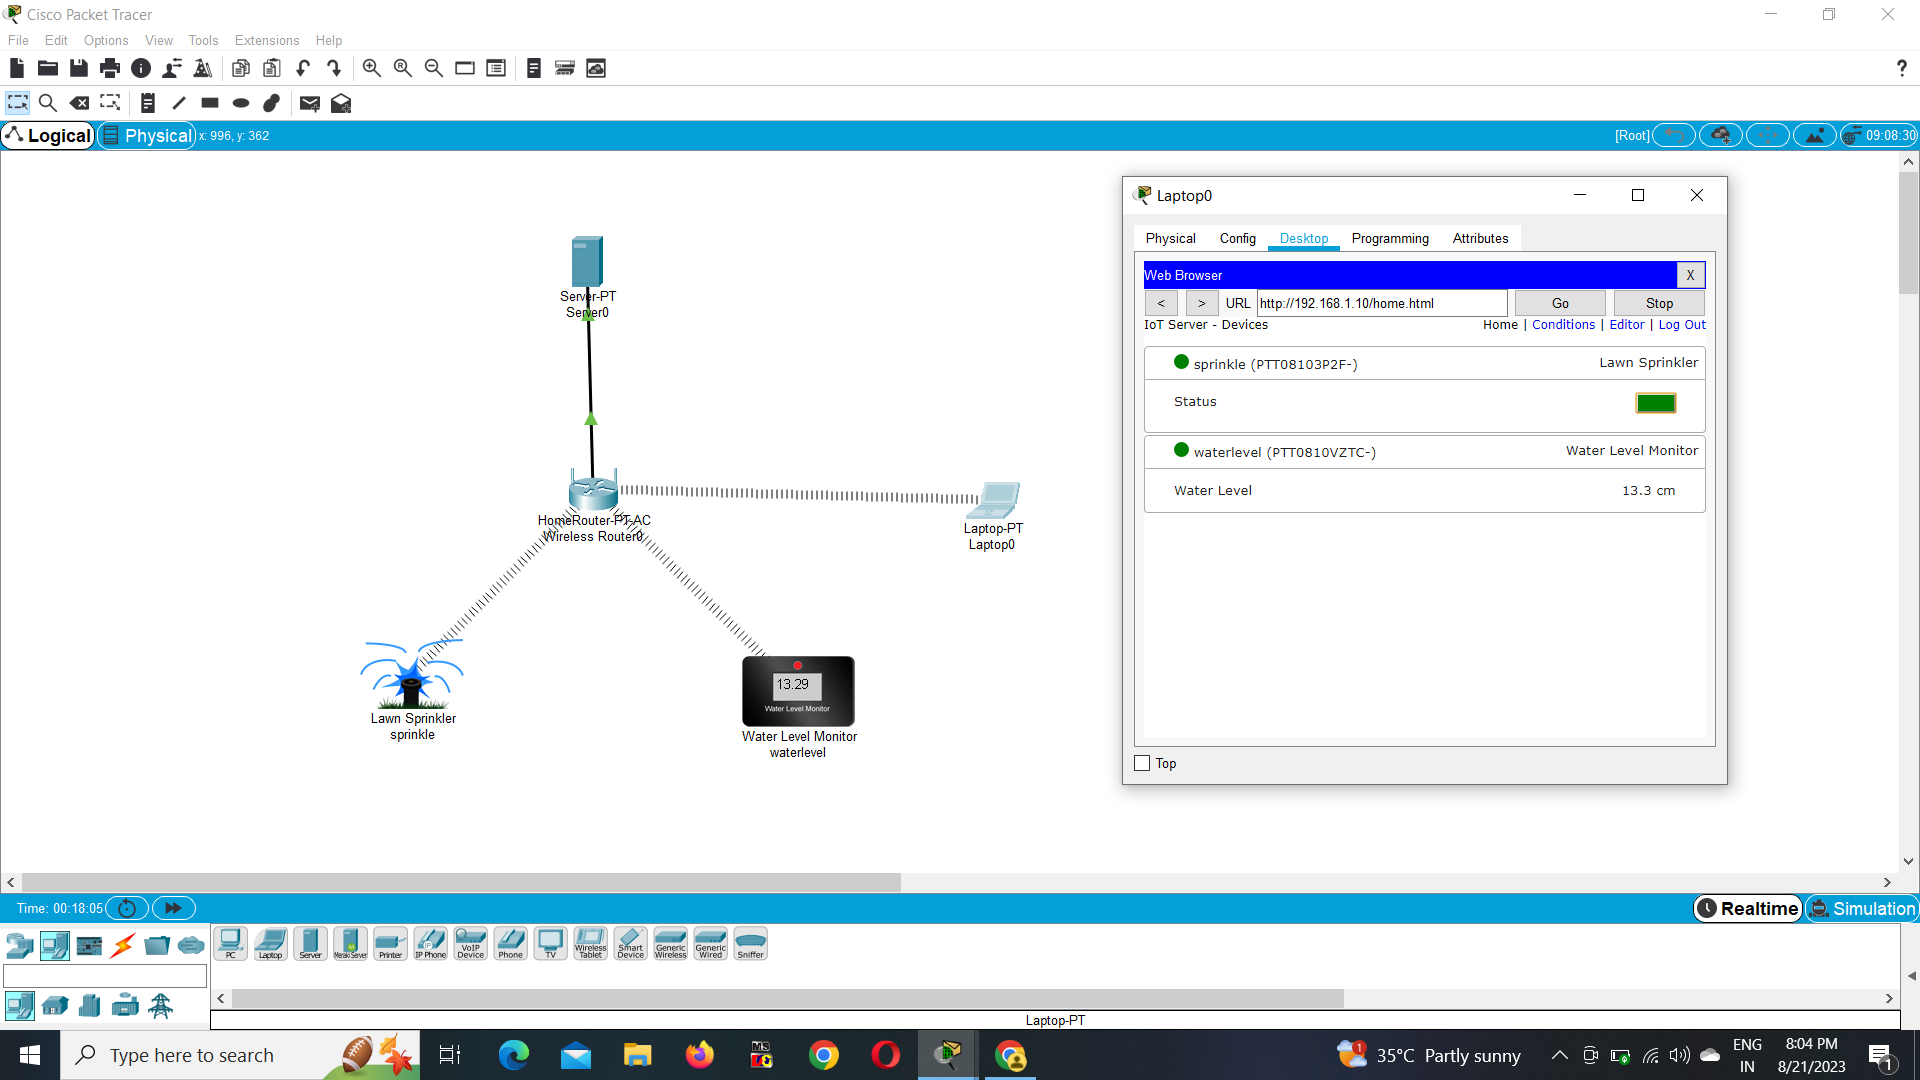 Cisco Packet Tracer
File Edit Options View Tools Extensions Help
?
Logical Physical x: 996, y: 362 [Root] 09:08:30
Server-PT
Server0
HomeRouter-PT-AC
Wireless Router0
Laptop-PT
Laptop0
Lawn Sprinkler
sprinkle
13.29
Water Level Monitor
Water Level Monitor
waterlevel
Laptop0
Physical Config Desktop Programming Attributes
Web Browser X
< > URL http://192.168.1.10/home.html Go Stop
IoT Server - Devices Home | Conditions | Editor | Log Out
sprinkle (PTT08103P2F-) Lawn Sprinkler
Status
waterlevel (PTT0810VZTC-) Water Level Monitor
Water Level 13.3 cm
Top
Time: 00:18:05 Realtime Simulation
PC Laptop Server Meraki Server Printer IP Phone VoIP Device Phone TV Wireless Tablet Smart Device Generic Wireless Generic Wired Sniffer
Laptop-PT
Type here to search 35°C Partly sunny ENG IN 8:04 PM 8/21/2023 1